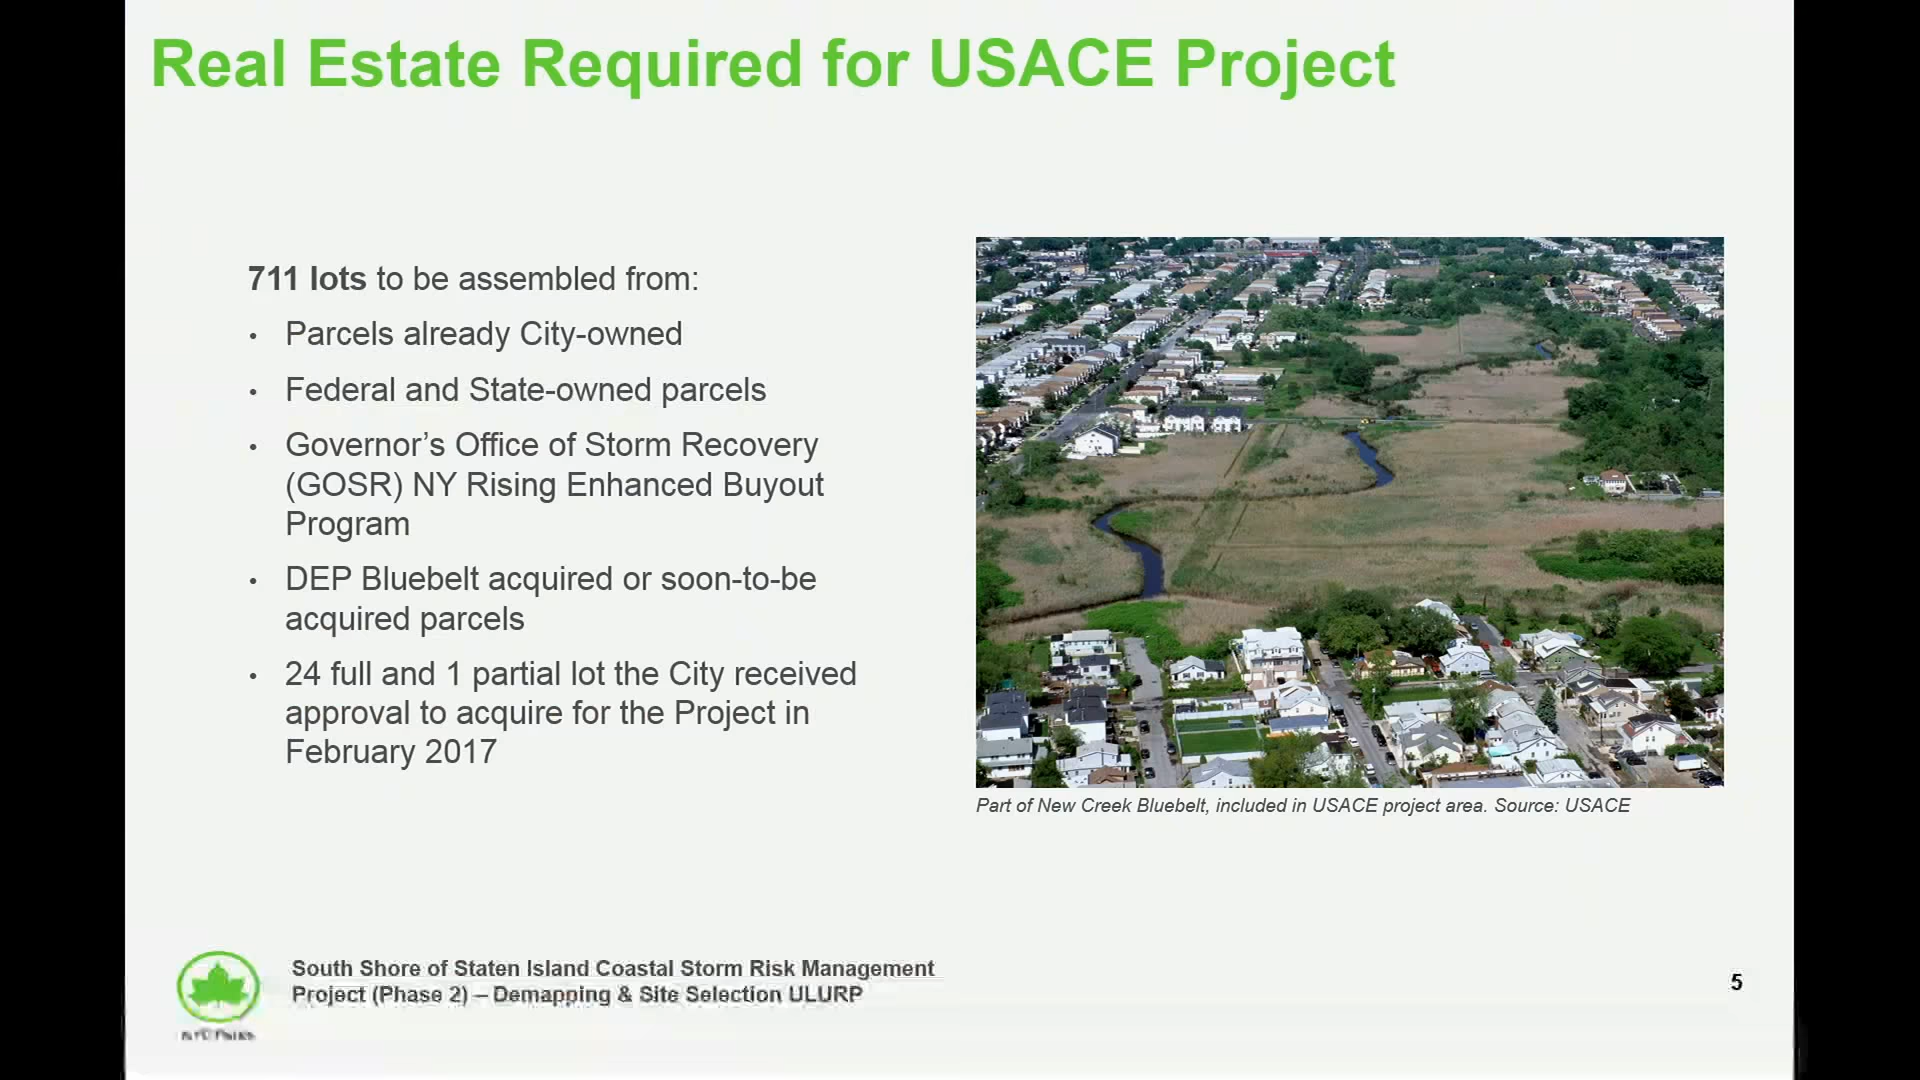 Real Estate Required for USACE Project
711 lots to be assembled from:
• Parcels already City-owned
• Federal and State-owned parcels
• Governor’s Office of Storm Recovery
(GOSR) NY Rising Enhanced Buyout
Program
• DEP Bluebelt acquired or soon-to-be
acquired parcels
• 24 full and 1 partial lot the City received
approval to acquire for the Project in
February 2017
Part of New Creek Bluebelt, included in USACE project area. Source: USACE
South Shore of Staten Island Coastal Storm Risk Management
Project (Phase 2) – Demapping & Site Selection ULURP
NYC Parks
5